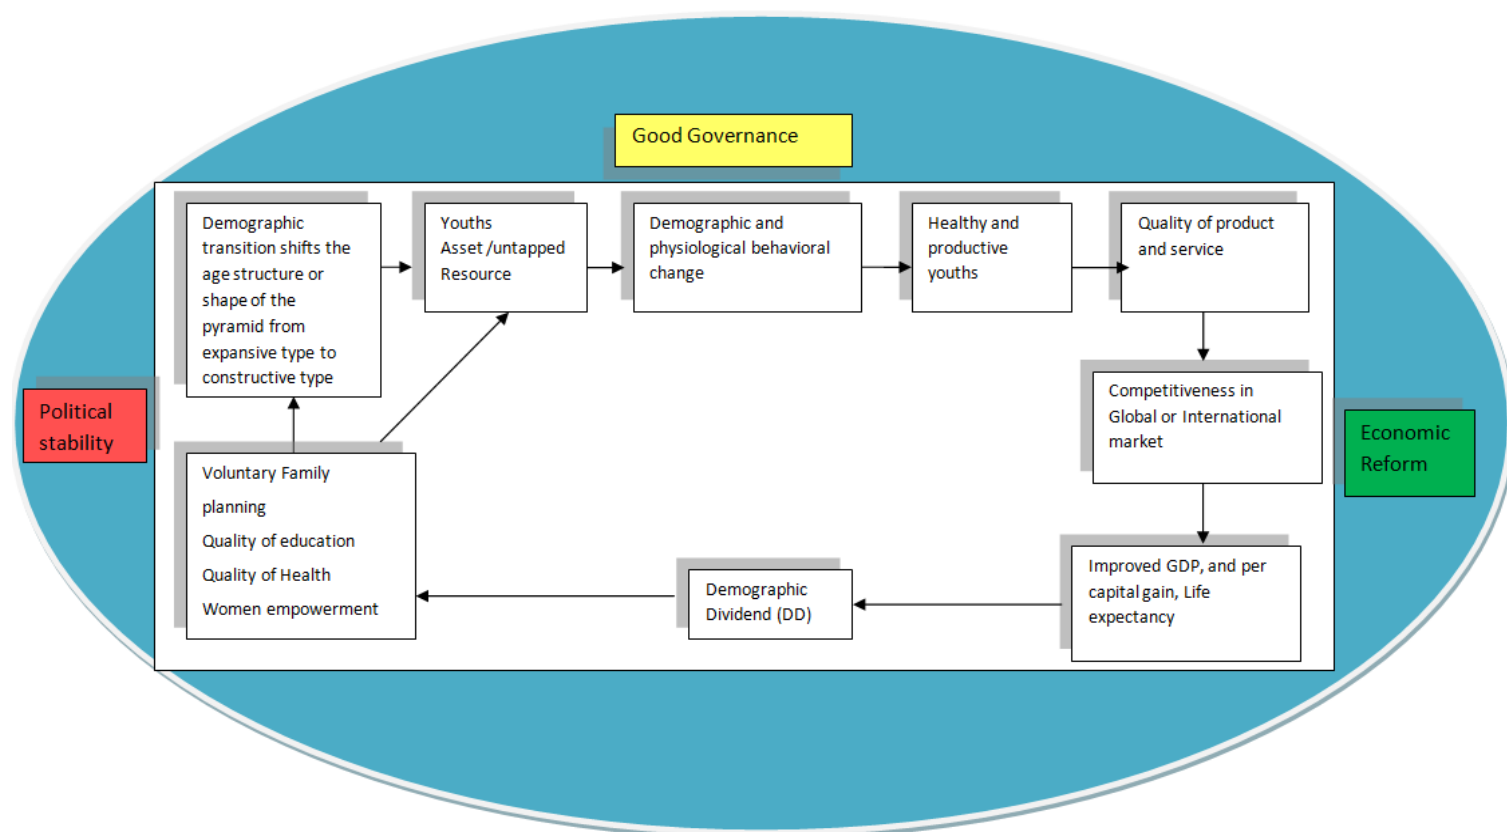 Good Governance
Demographic
transition shifts the
age structure or
shape of the
pyramid from
expansive type to
constructive type
Youths
Asset /untapped
Resource
Demographic and
physiological behavioral
change
Healthy and
productive
youths
Quality of product
and service
Political
stability
Competitiveness in
Global or International
market
Economic
Reform
Voluntary Family
planning
Quality of education
Quality of Health
Women empowerment
Demographic
Dividend (DD)
Improved GDP, and per
capital gain, Life
expectancy